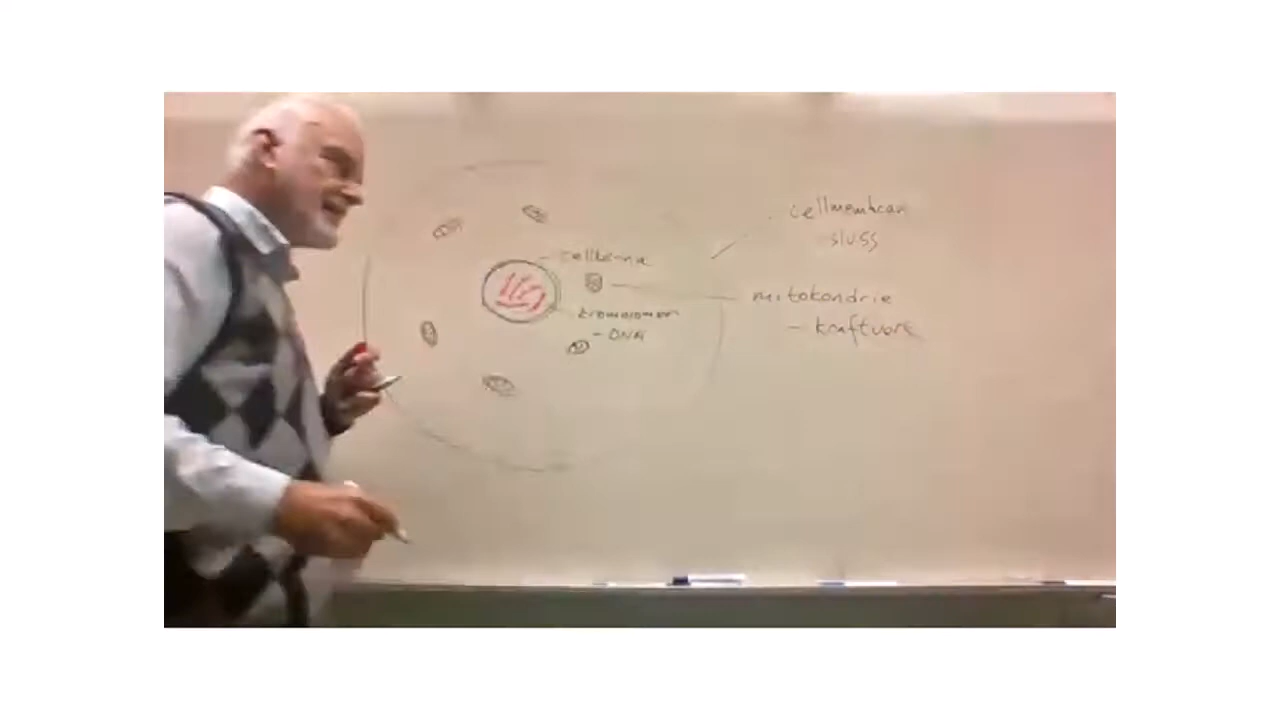 cellmembran
- sluss
- cellkärna
mitokondrie
kromosomer
- DNA
- kraftverk